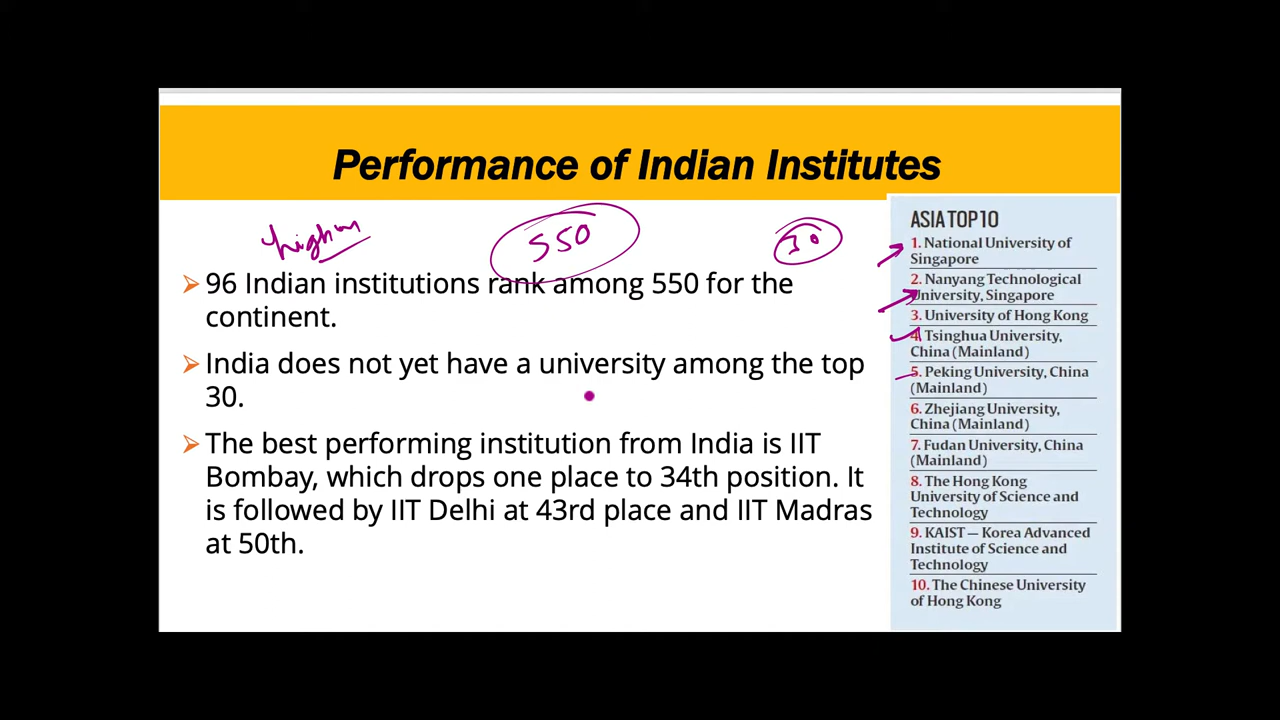 Performance of Indian Institutes
550
30
➢ 96 Indian institutions rank among 550 for the
continent.
➢ India does not yet have a university among the top
30.
➢ The best performing institution from India is IIT
Bombay, which drops one place to 34th position. It
is followed by IIT Delhi at 43rd place and IIT Madras
at 50th.
ASIA TOP 10
1. National University of
Singapore
2. Nanyang Technological
University, Singapore
3. University of Hong Kong
4. Tsinghua University,
China (Mainland)
5. Peking University, China
(Mainland)
6. Zhejiang University,
China (Mainland)
7. Fudan University, China
(Mainland)
8. The Hong Kong
University of Science and
Technology
9. KAIST — Korea Advanced
Institute of Science and
Technology
10. The Chinese University
of Hong Kong